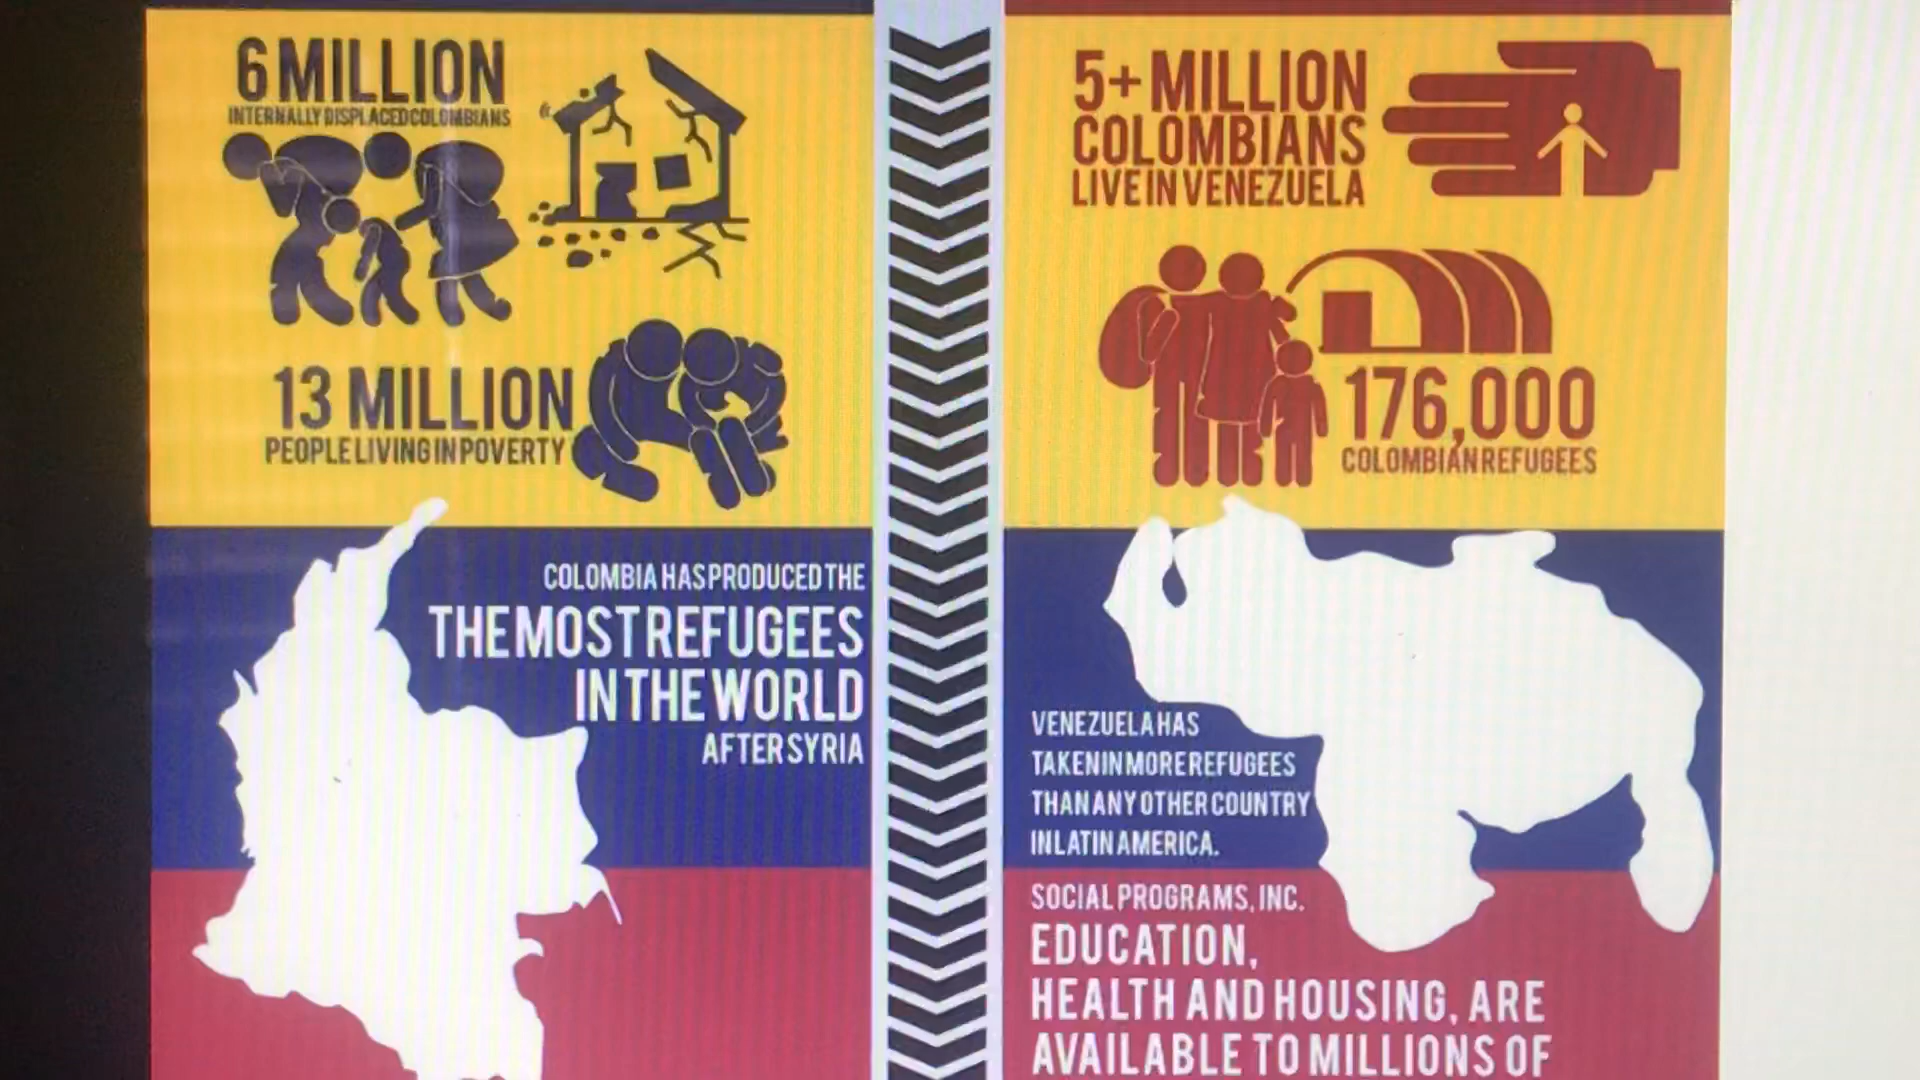 6 MILLION
INTERNALLY DISPLACED COLOMBIANS
13 MILLION
PEOPLE LIVING IN POVERTY
COLOMBIA HAS PRODUCED THE
THE MOST REFUGEES
IN THE WORLD
AFTER SYRIA
5+ MILLION
COLOMBIANS
LIVE IN VENEZUELA
176,000
COLOMBIAN REFUGEES
VENEZUELA HAS
TAKEN IN MORE REFUGEES
THAN ANY OTHER COUNTRY
IN LATIN AMERICA.
SOCIAL PROGRAMS, INC.
EDUCATION,
HEALTH AND HOUSING, ARE
AVAILABLE TO MILLIONS OF